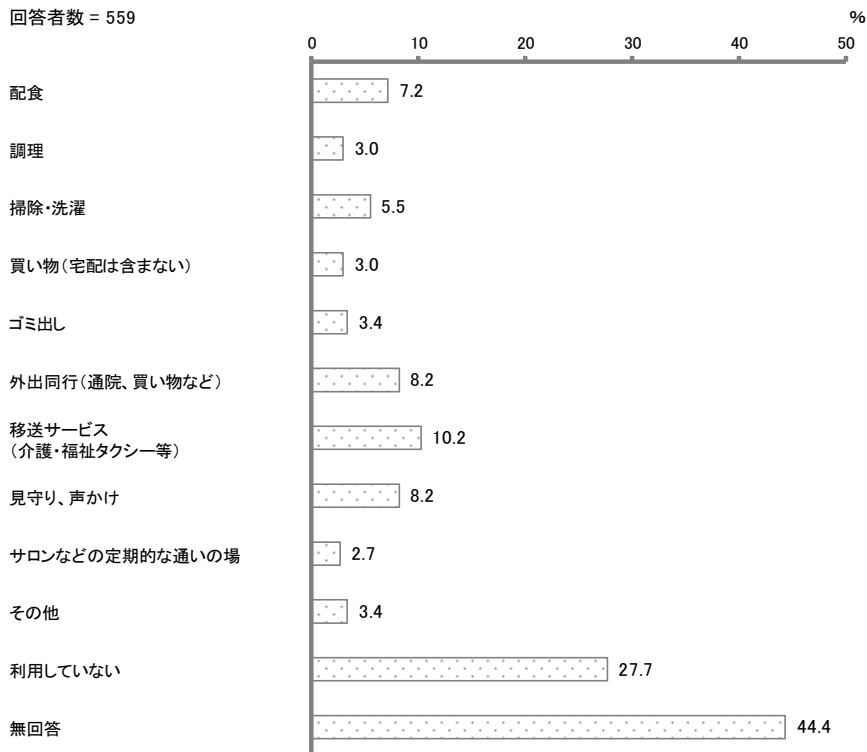 回答者数 = 559
%
0 10 20 30 40 50
配食 7.2
調理 3.0
掃除・洗濯 5.5
買い物(宅配は含まない) 3.0
ゴミ出し 3.4
外出同行(通院、買い物など) 8.2
移送サービス
(介護・福祉タクシー等) 10.2
見守り、声かけ 8.2
サロンなどの定期的な通いの場 2.7
その他 3.4
利用していない 27.7
無回答 44.4